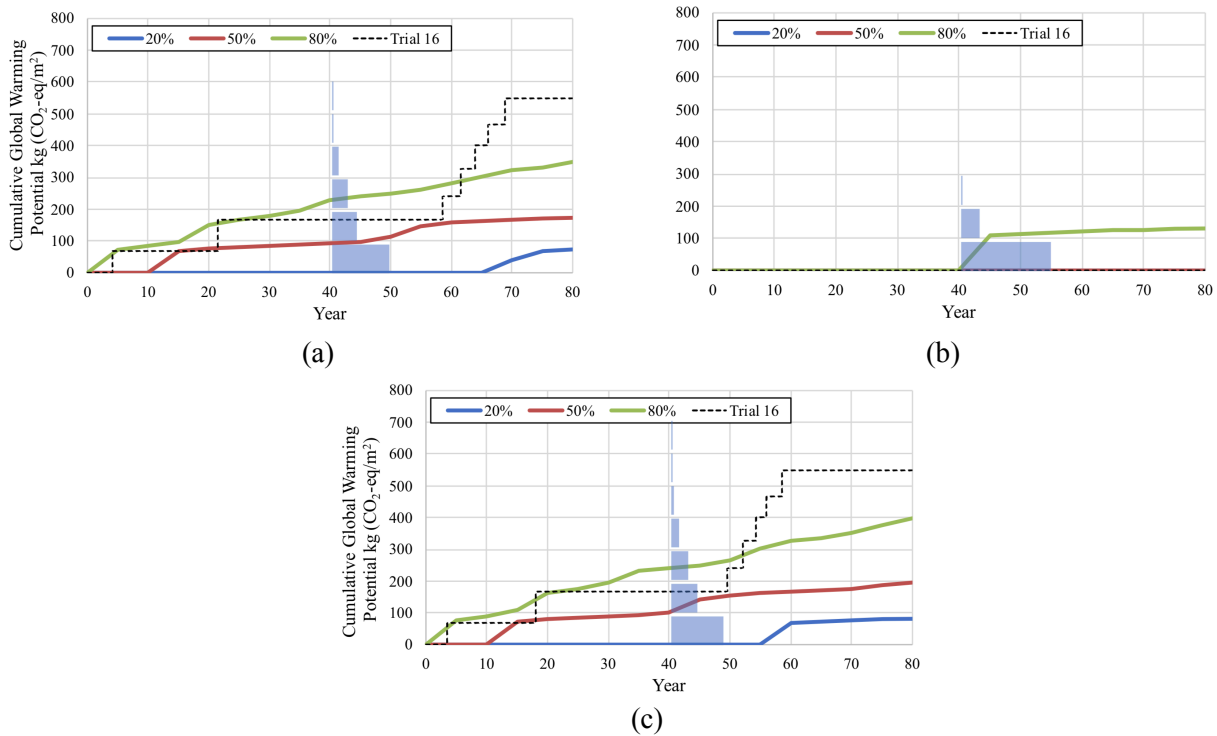 800
700
600
500
400
300
200
100
0
Cumulative Global Warming
Potential kg (CO₂-eq/m²)
20% 50% 80% Trial 16
0 10 20 30 40 50 60 70 80
Year
(a)
800
700
600
500
400
300
200
100
0
20% 50% 80% Trial 16
0 10 20 30 40 50 60 70 80
Year
(b)
800
700
600
500
400
300
200
100
0
Cumulative Global Warming
Potential kg (CO₂-eq/m²)
20% 50% 80% Trial 16
0 10 20 30 40 50 60 70 80
Year
(c)